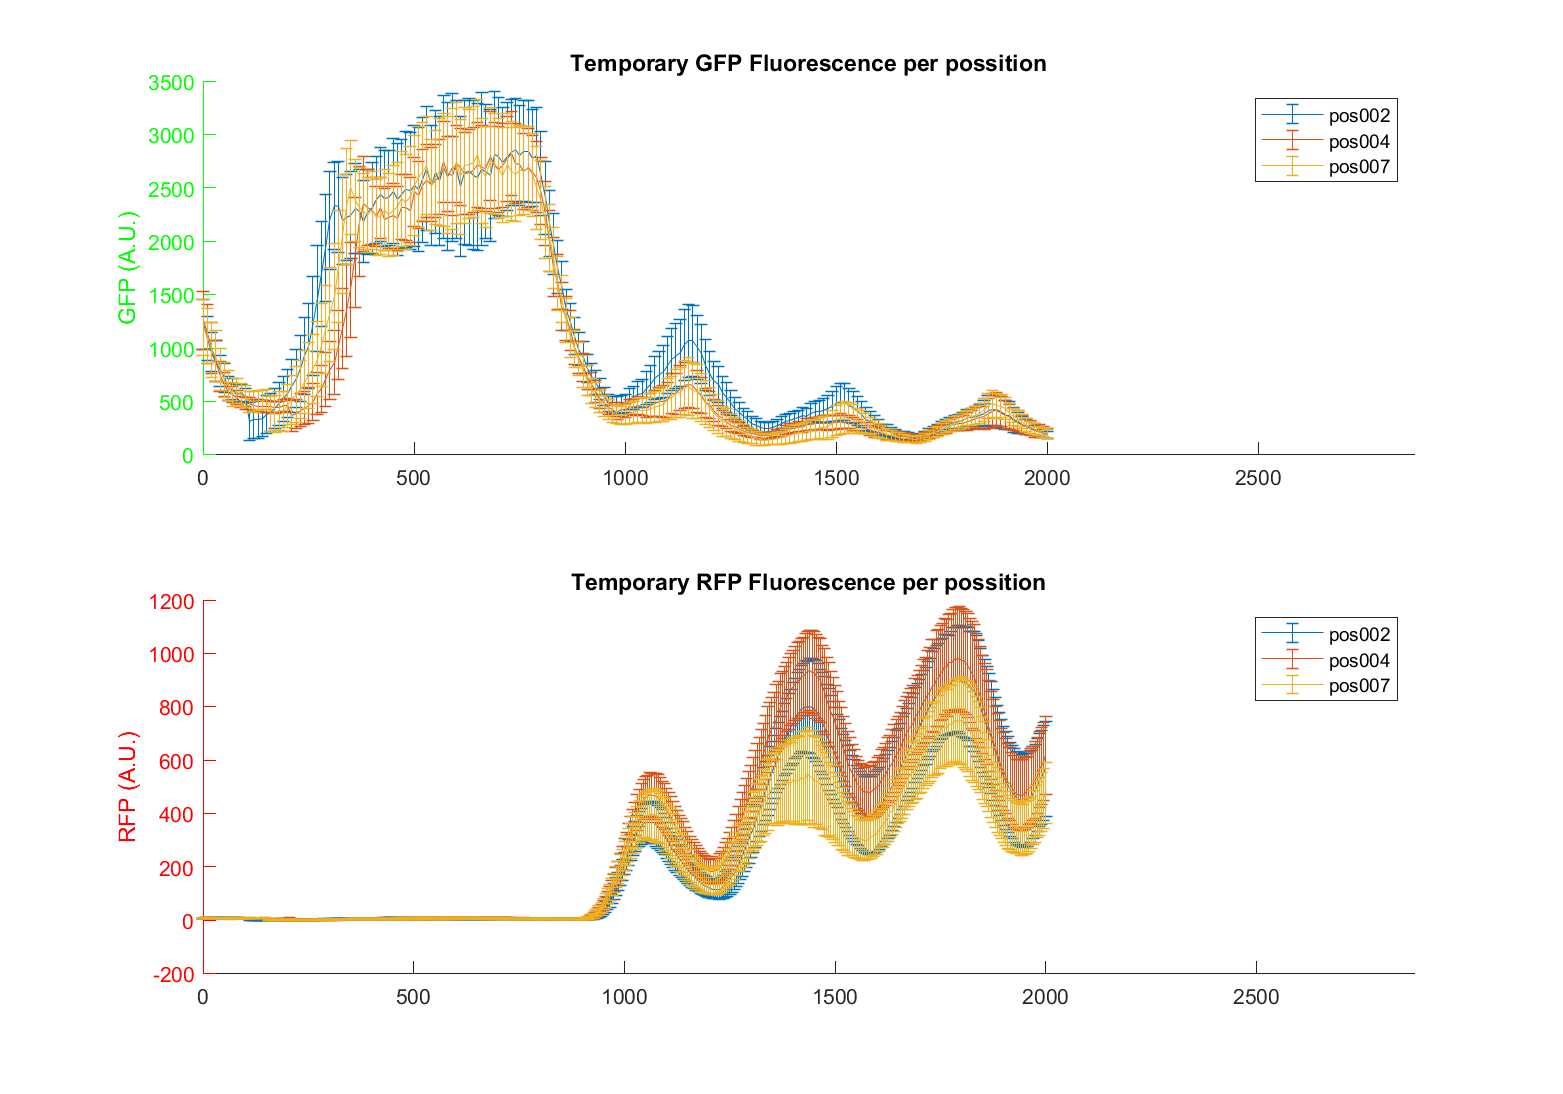 Temporary GFP Fluorescence per possition
3500
3000
2500
2000
1500
1000
500
0
GFP (A.U.)
0 500 1000 1500 2000 2500
pos002
pos004
pos007
Temporary RFP Fluorescence per possition
1200
1000
800
600
400
200
0
-200
RFP (A.U.)
0 500 1000 1500 2000 2500
pos002
pos004
pos007